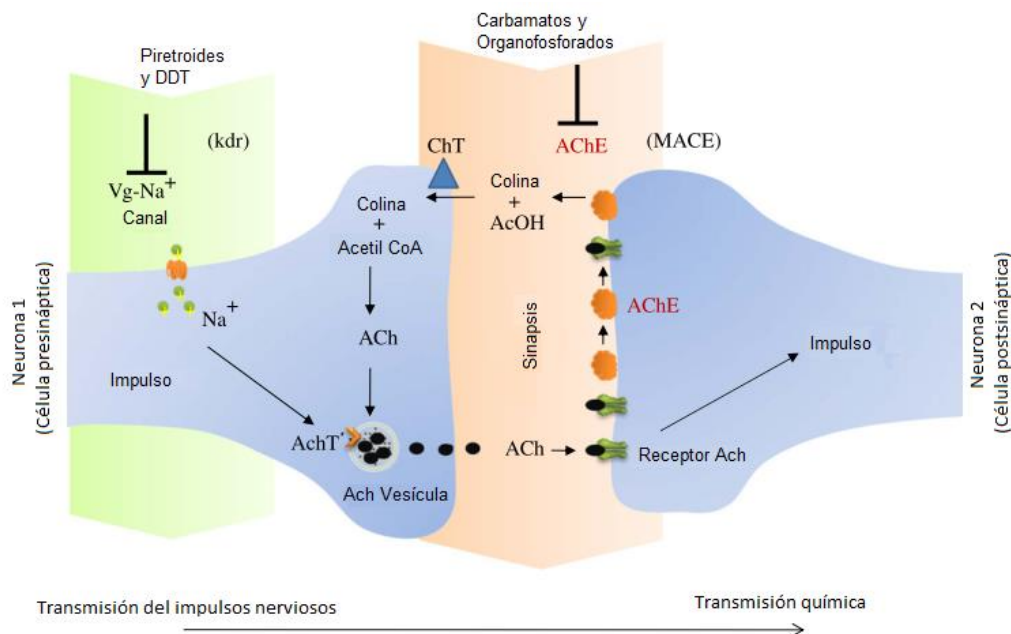 Carbamatos y
Organofosforados
Piretroides
y DDT
(kdr)
ChT
AChE
(MACE)
Vg-Na+
Canal
Colina
+
AcOH
Colina
+
Acetil CoA
Neurona 1
(Célula presináptica)
Na+
AChE
Sinapsis
ACh
Impulso
Impulso
Neurona 2
(Célula postsináptica)
AchT'
ACh
Receptor Ach
Ach Vesícula
Transmisión del impulsos nerviosos
Transmisión química